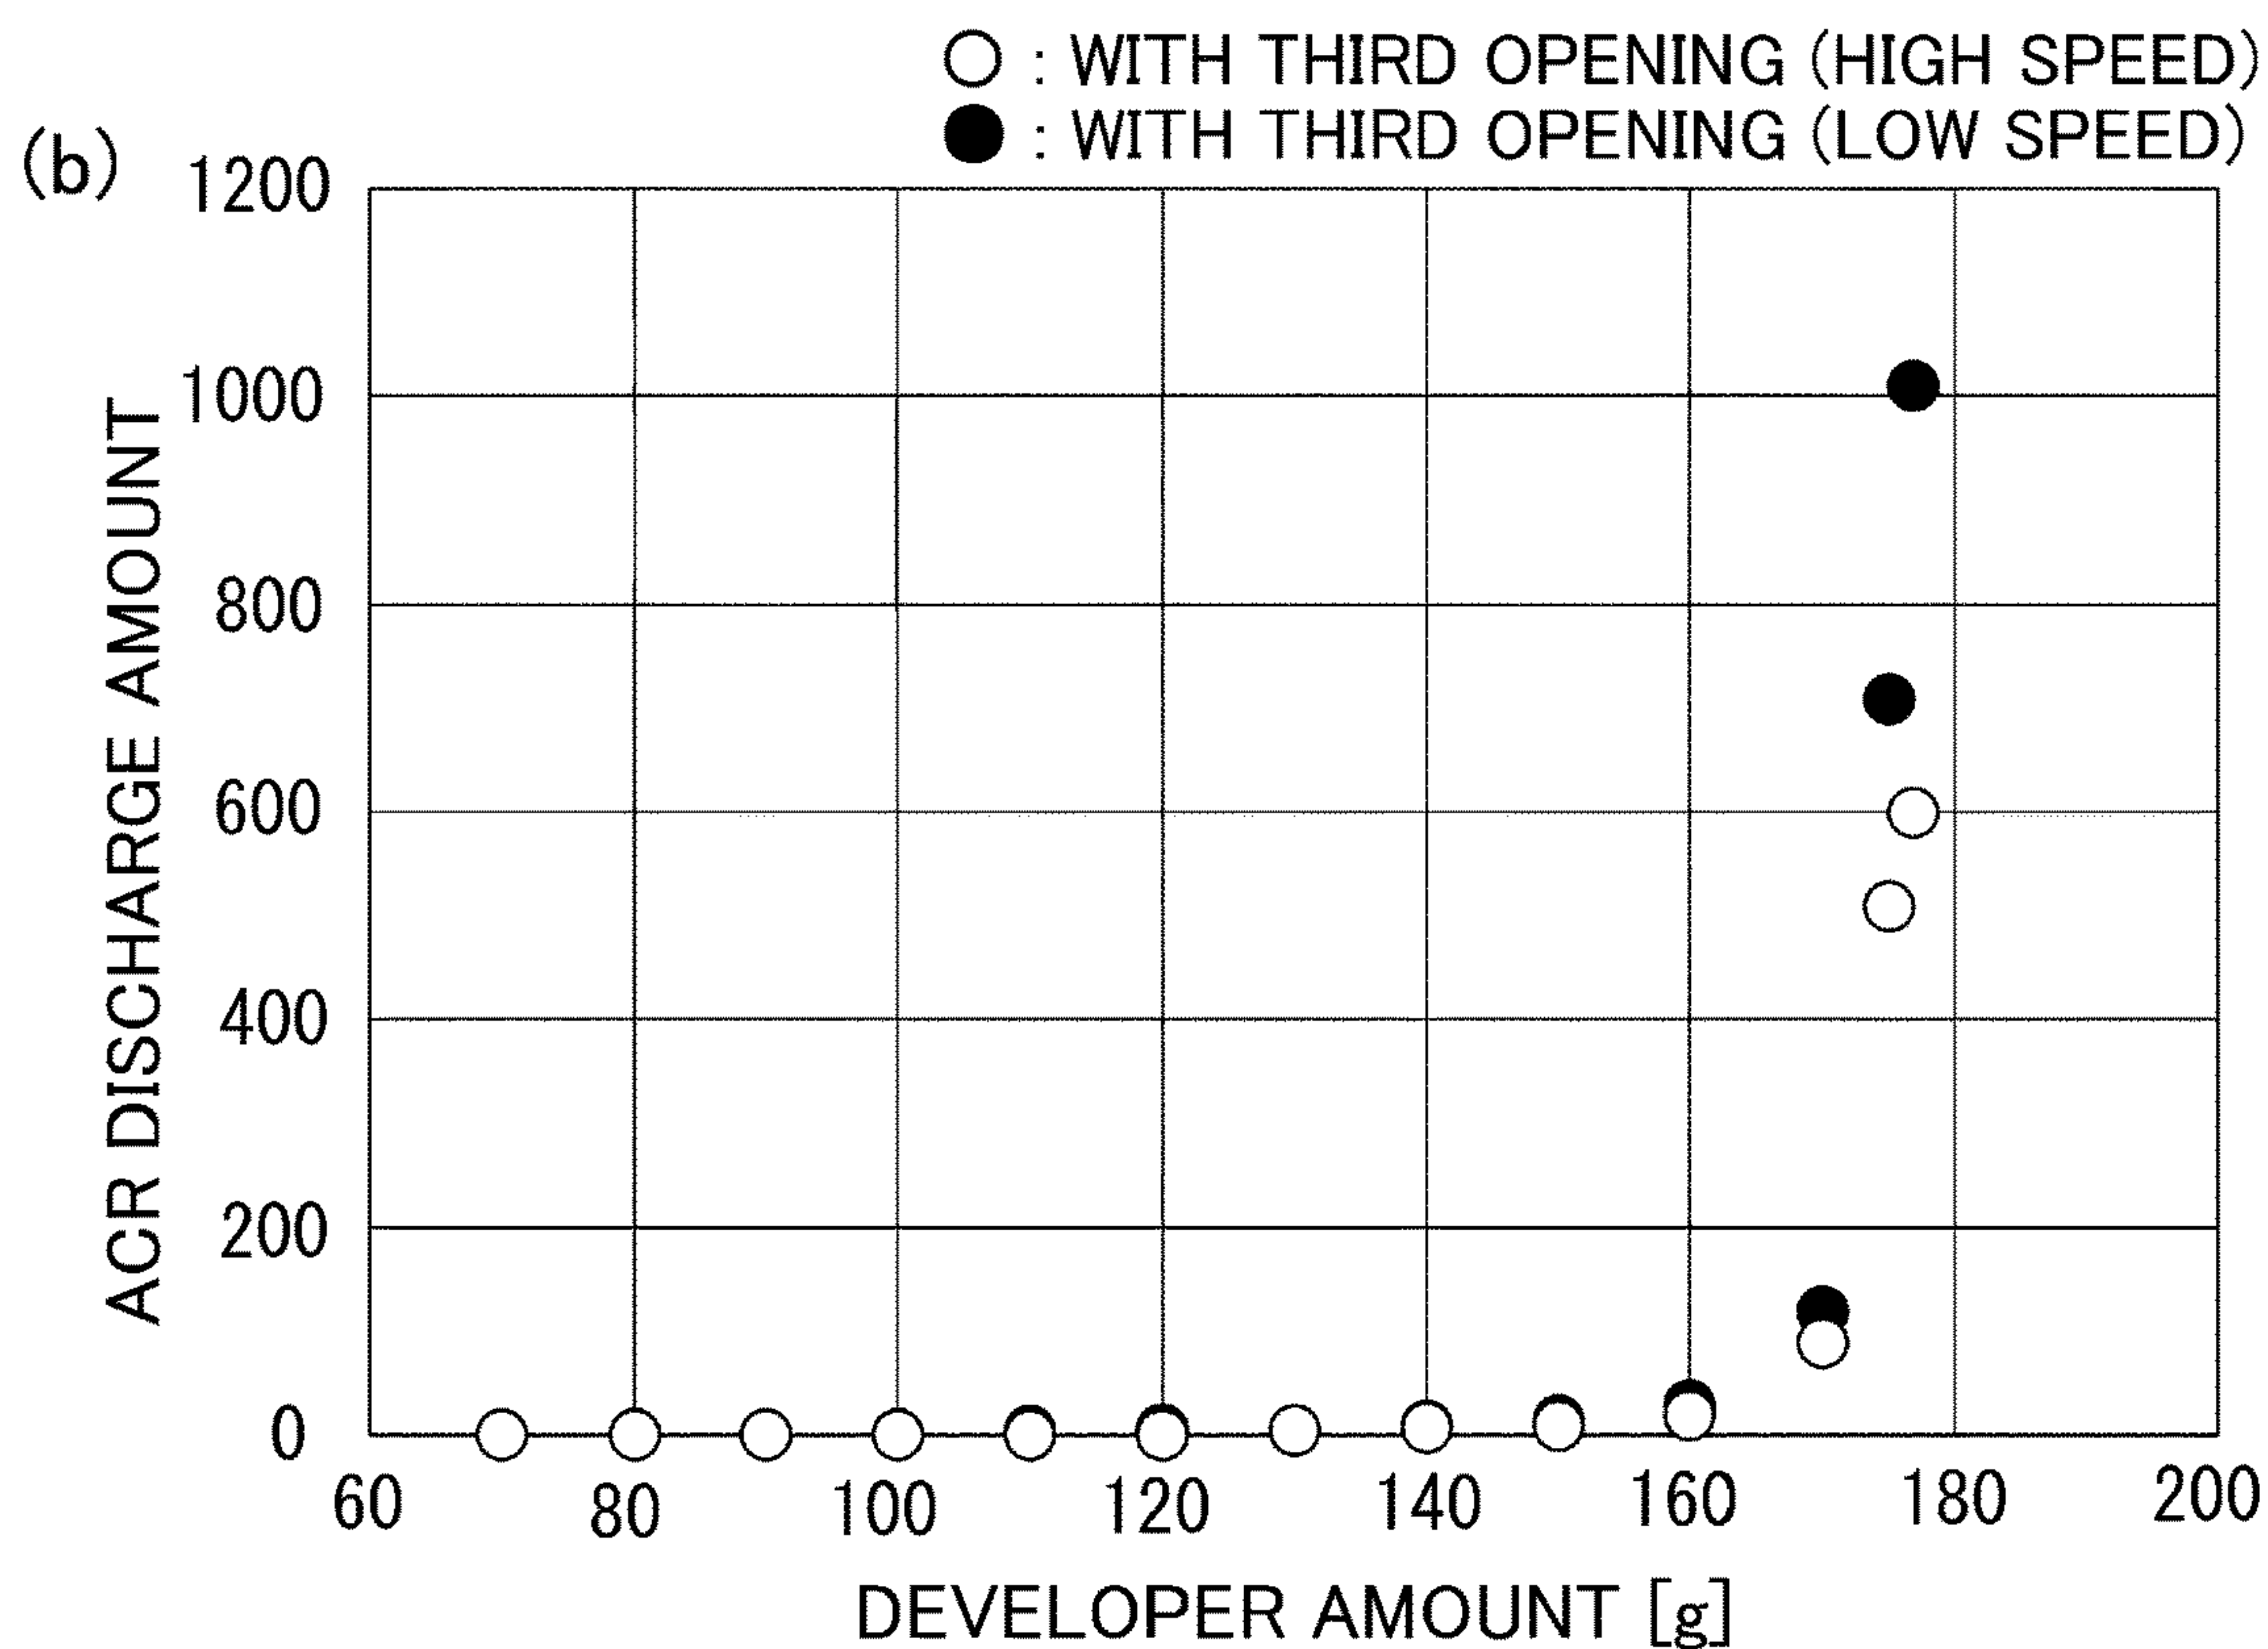 ○ : WITH THIRD OPENING (HIGH SPEED)
● : WITH THIRD OPENING (LOW SPEED)
(b)
1200
1000
800
600
400
200
0
ACR DISCHARGE AMOUNT
60 80 100 120 140 160 180 200
DEVELOPER AMOUNT [g]